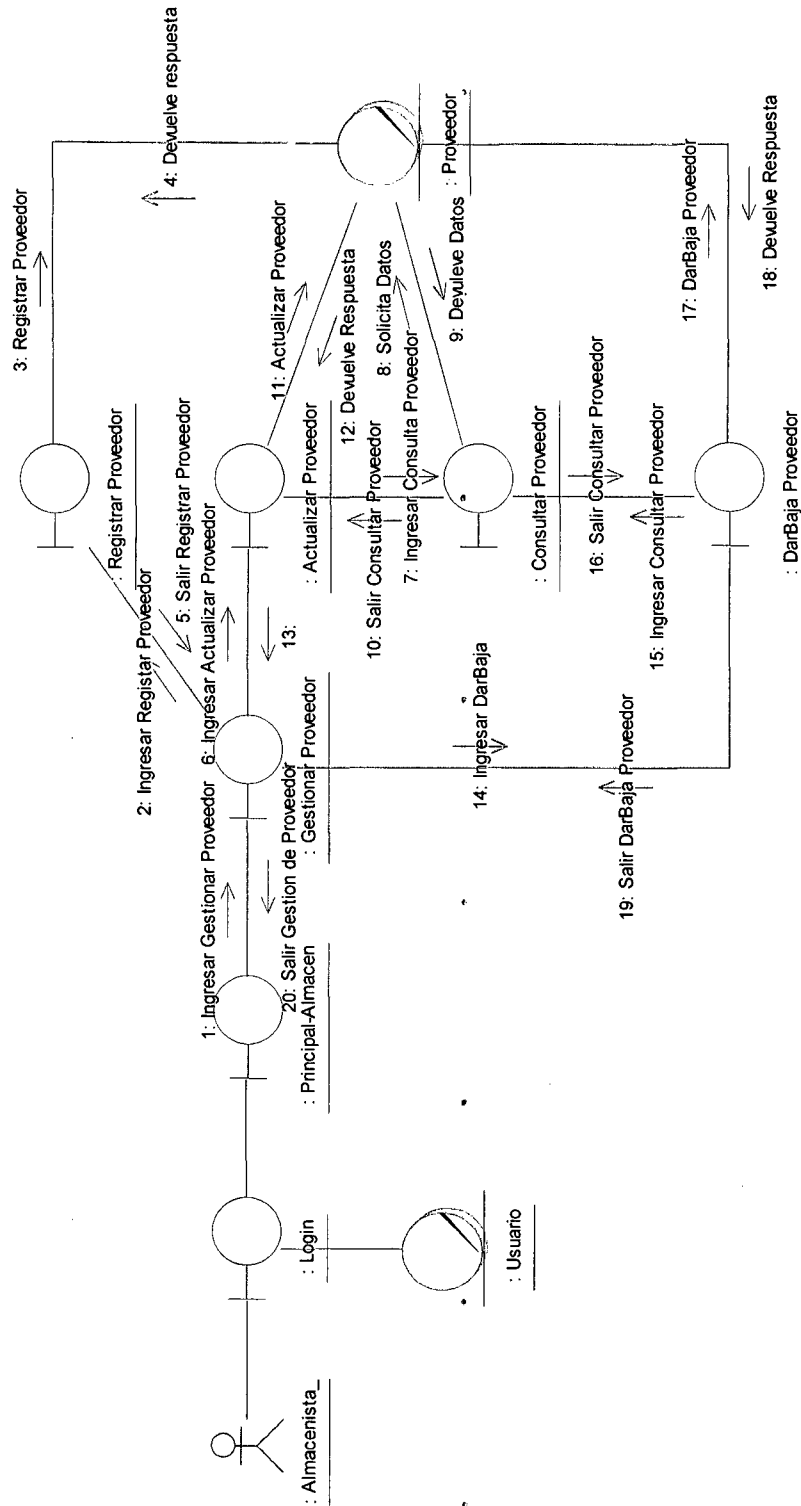 3: Registrar Proveedor
4: Devuelve respuesta
: Registrar Proveedor
2: Ingresar Registar Proveedor
5: Salir Registrar Proveedor
11: Actualizar Proveedor
12: Devuelve Respuesta
: Proveedor
8: Solicita Datos
9: Devuleve Datos
1: Ingresar Gestionar Proveedor
6: Ingresar Actualizar Proveedor
13:
: Actualizar Proveedor
20: Salir Gestion de Proveedor
: Gestionar Proveedor
: Principal-Almacen
: Login
: Almacenista_
: Usuario
10: Salir Consultar Proveedor
7: Ingresar Consulta Proveedor
: Consultar Proveedor
14: Ingresar DarBaja
16: Salir Consultar Proveedor
15: Ingresar Consultar Proveedor
17: DarBaja Proveedor
18: Devuelve Respuesta
19: Salir DarBaja Proveedor
: DarBaja Proveedor